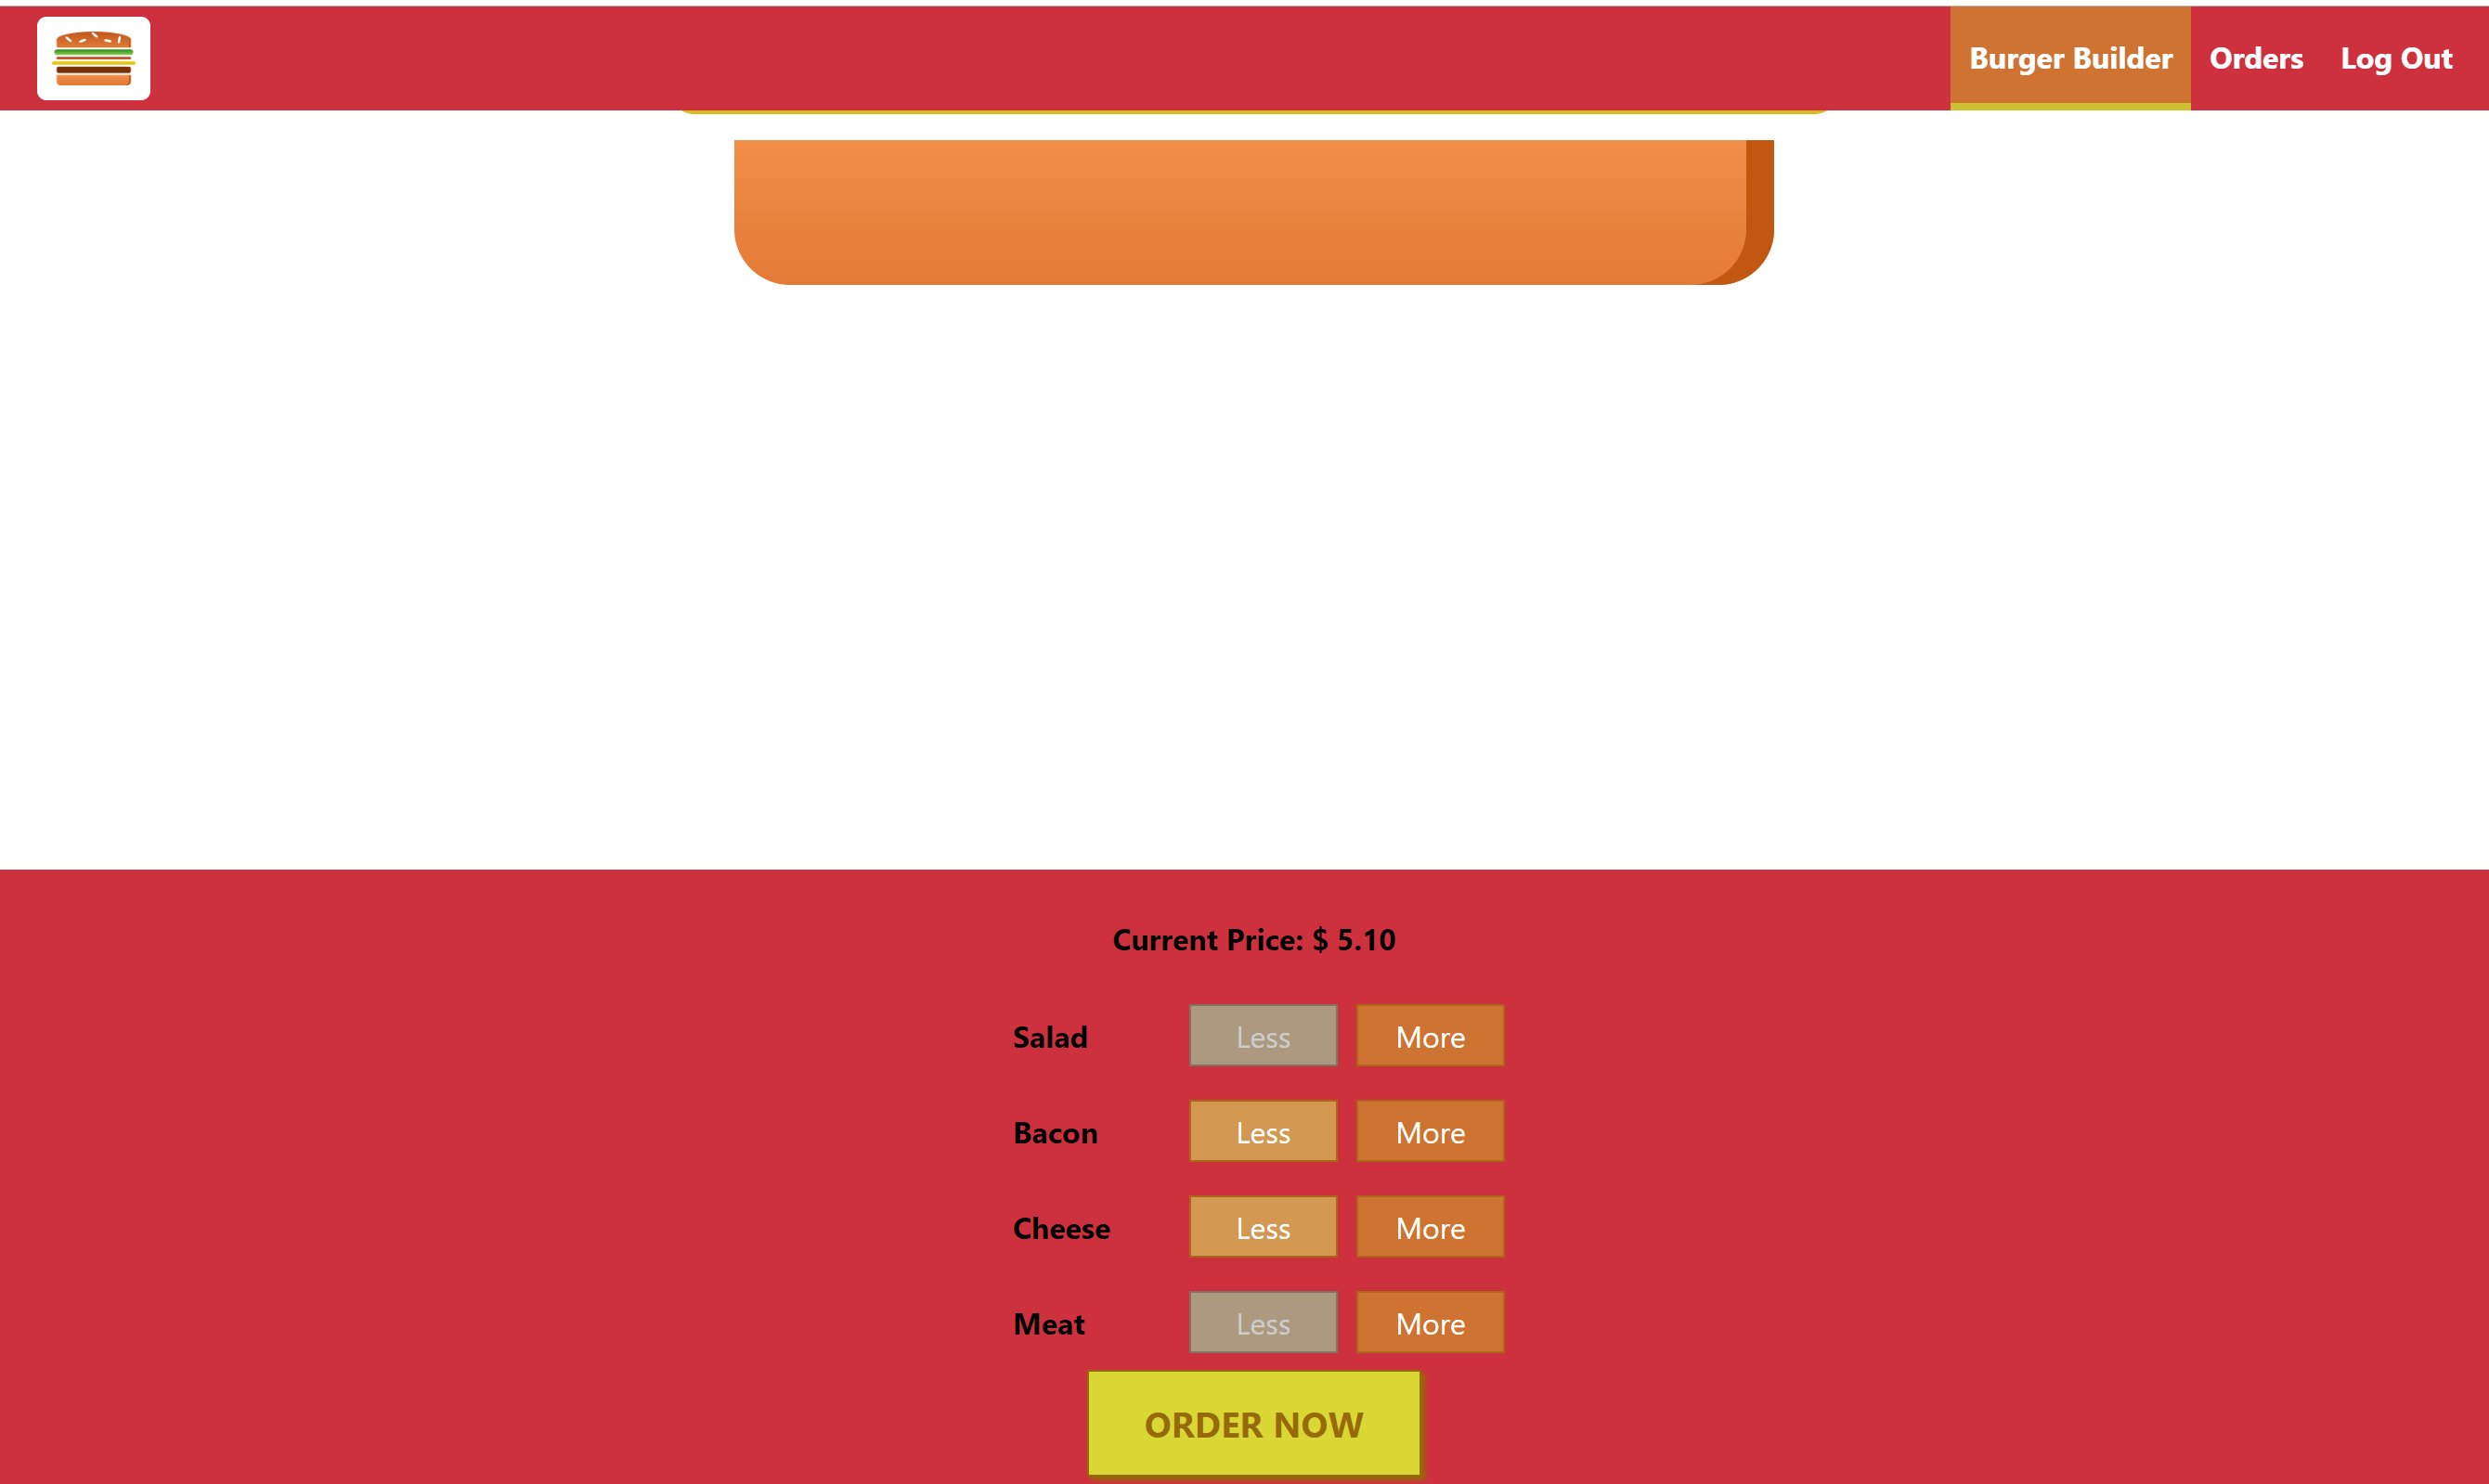 Burger Builder Orders Log Out
Current Price: $ 5.10
Salad Less More
Bacon Less More
Cheese Less More
Meat Less More
ORDER NOW